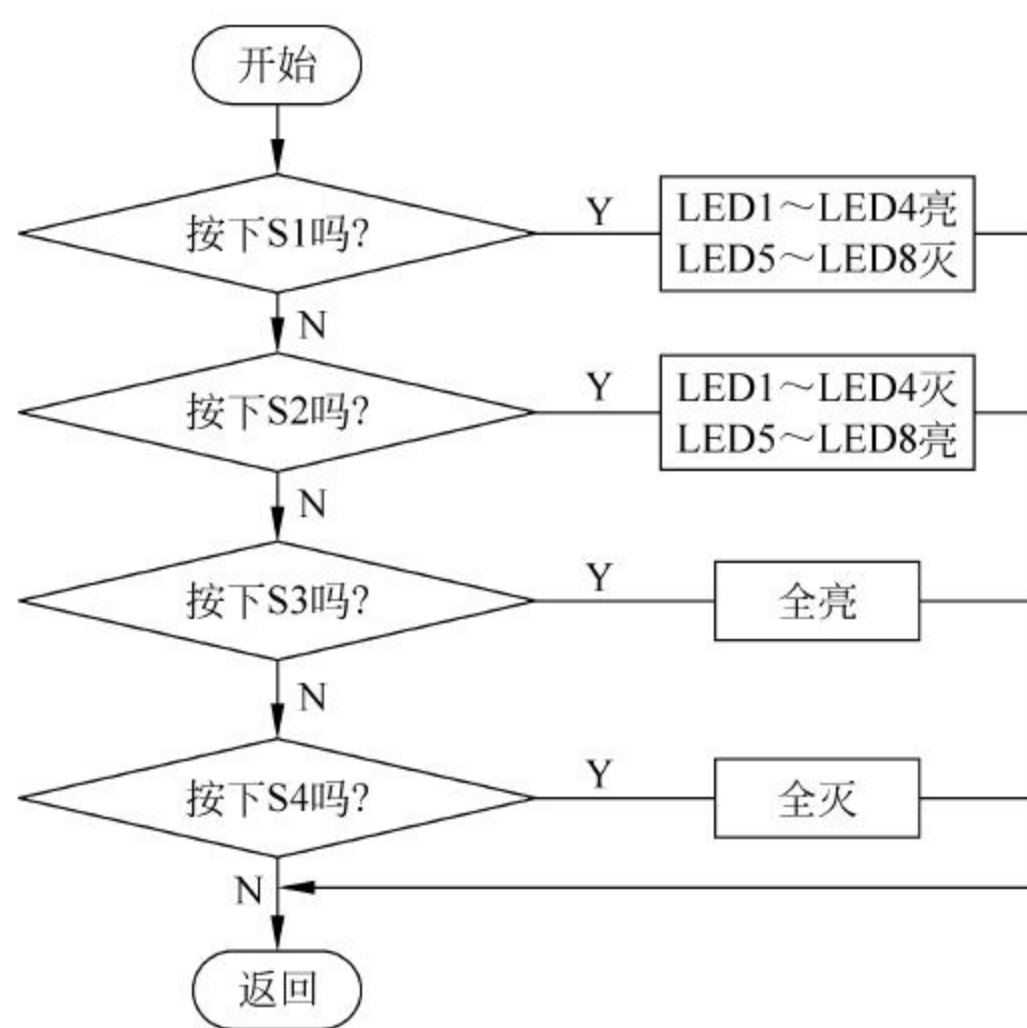 开始
按下S1吗?
Y
LED1～LED4亮
LED5～LED8灭
N
按下S2吗?
Y
LED1～LED4灭
LED5～LED8亮
N
按下S3吗?
Y
全亮
N
按下S4吗?
Y
全灭
N
返回